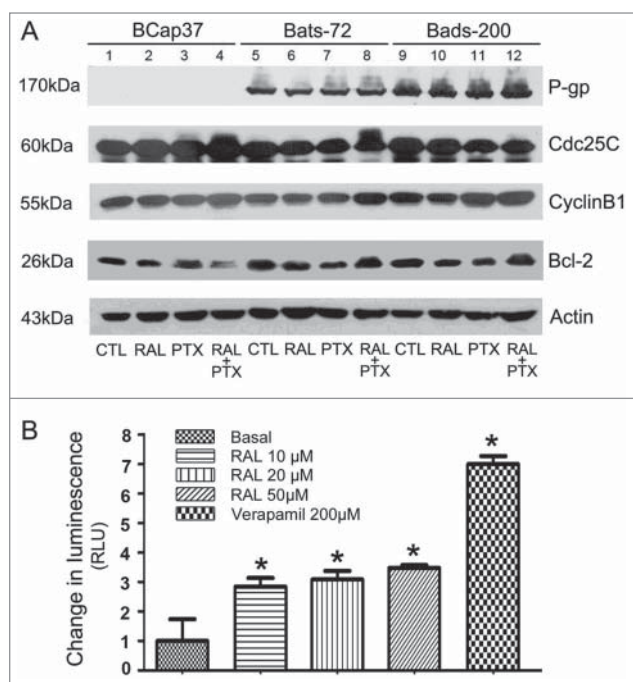 A
BCap37 Bats-72 Bads-200
1 2 3 4 5 6 7 8 9 10 11 12
170kDa P-gp
60kDa Cdc25C
55kDa CyclinB1
26kDa Bcl-2
43kDa Actin
CTL RAL PTX RAL + PTX CTL RAL PTX RAL + PTX CTL RAL PTX RAL + PTX
B
Change in luminescence (RLU)
8
7
6
5
4
3
2
1
0
Basal
RAL 10 µM
RAL 20 µM
RAL 50µM
Verapamil 200µM
* * * *